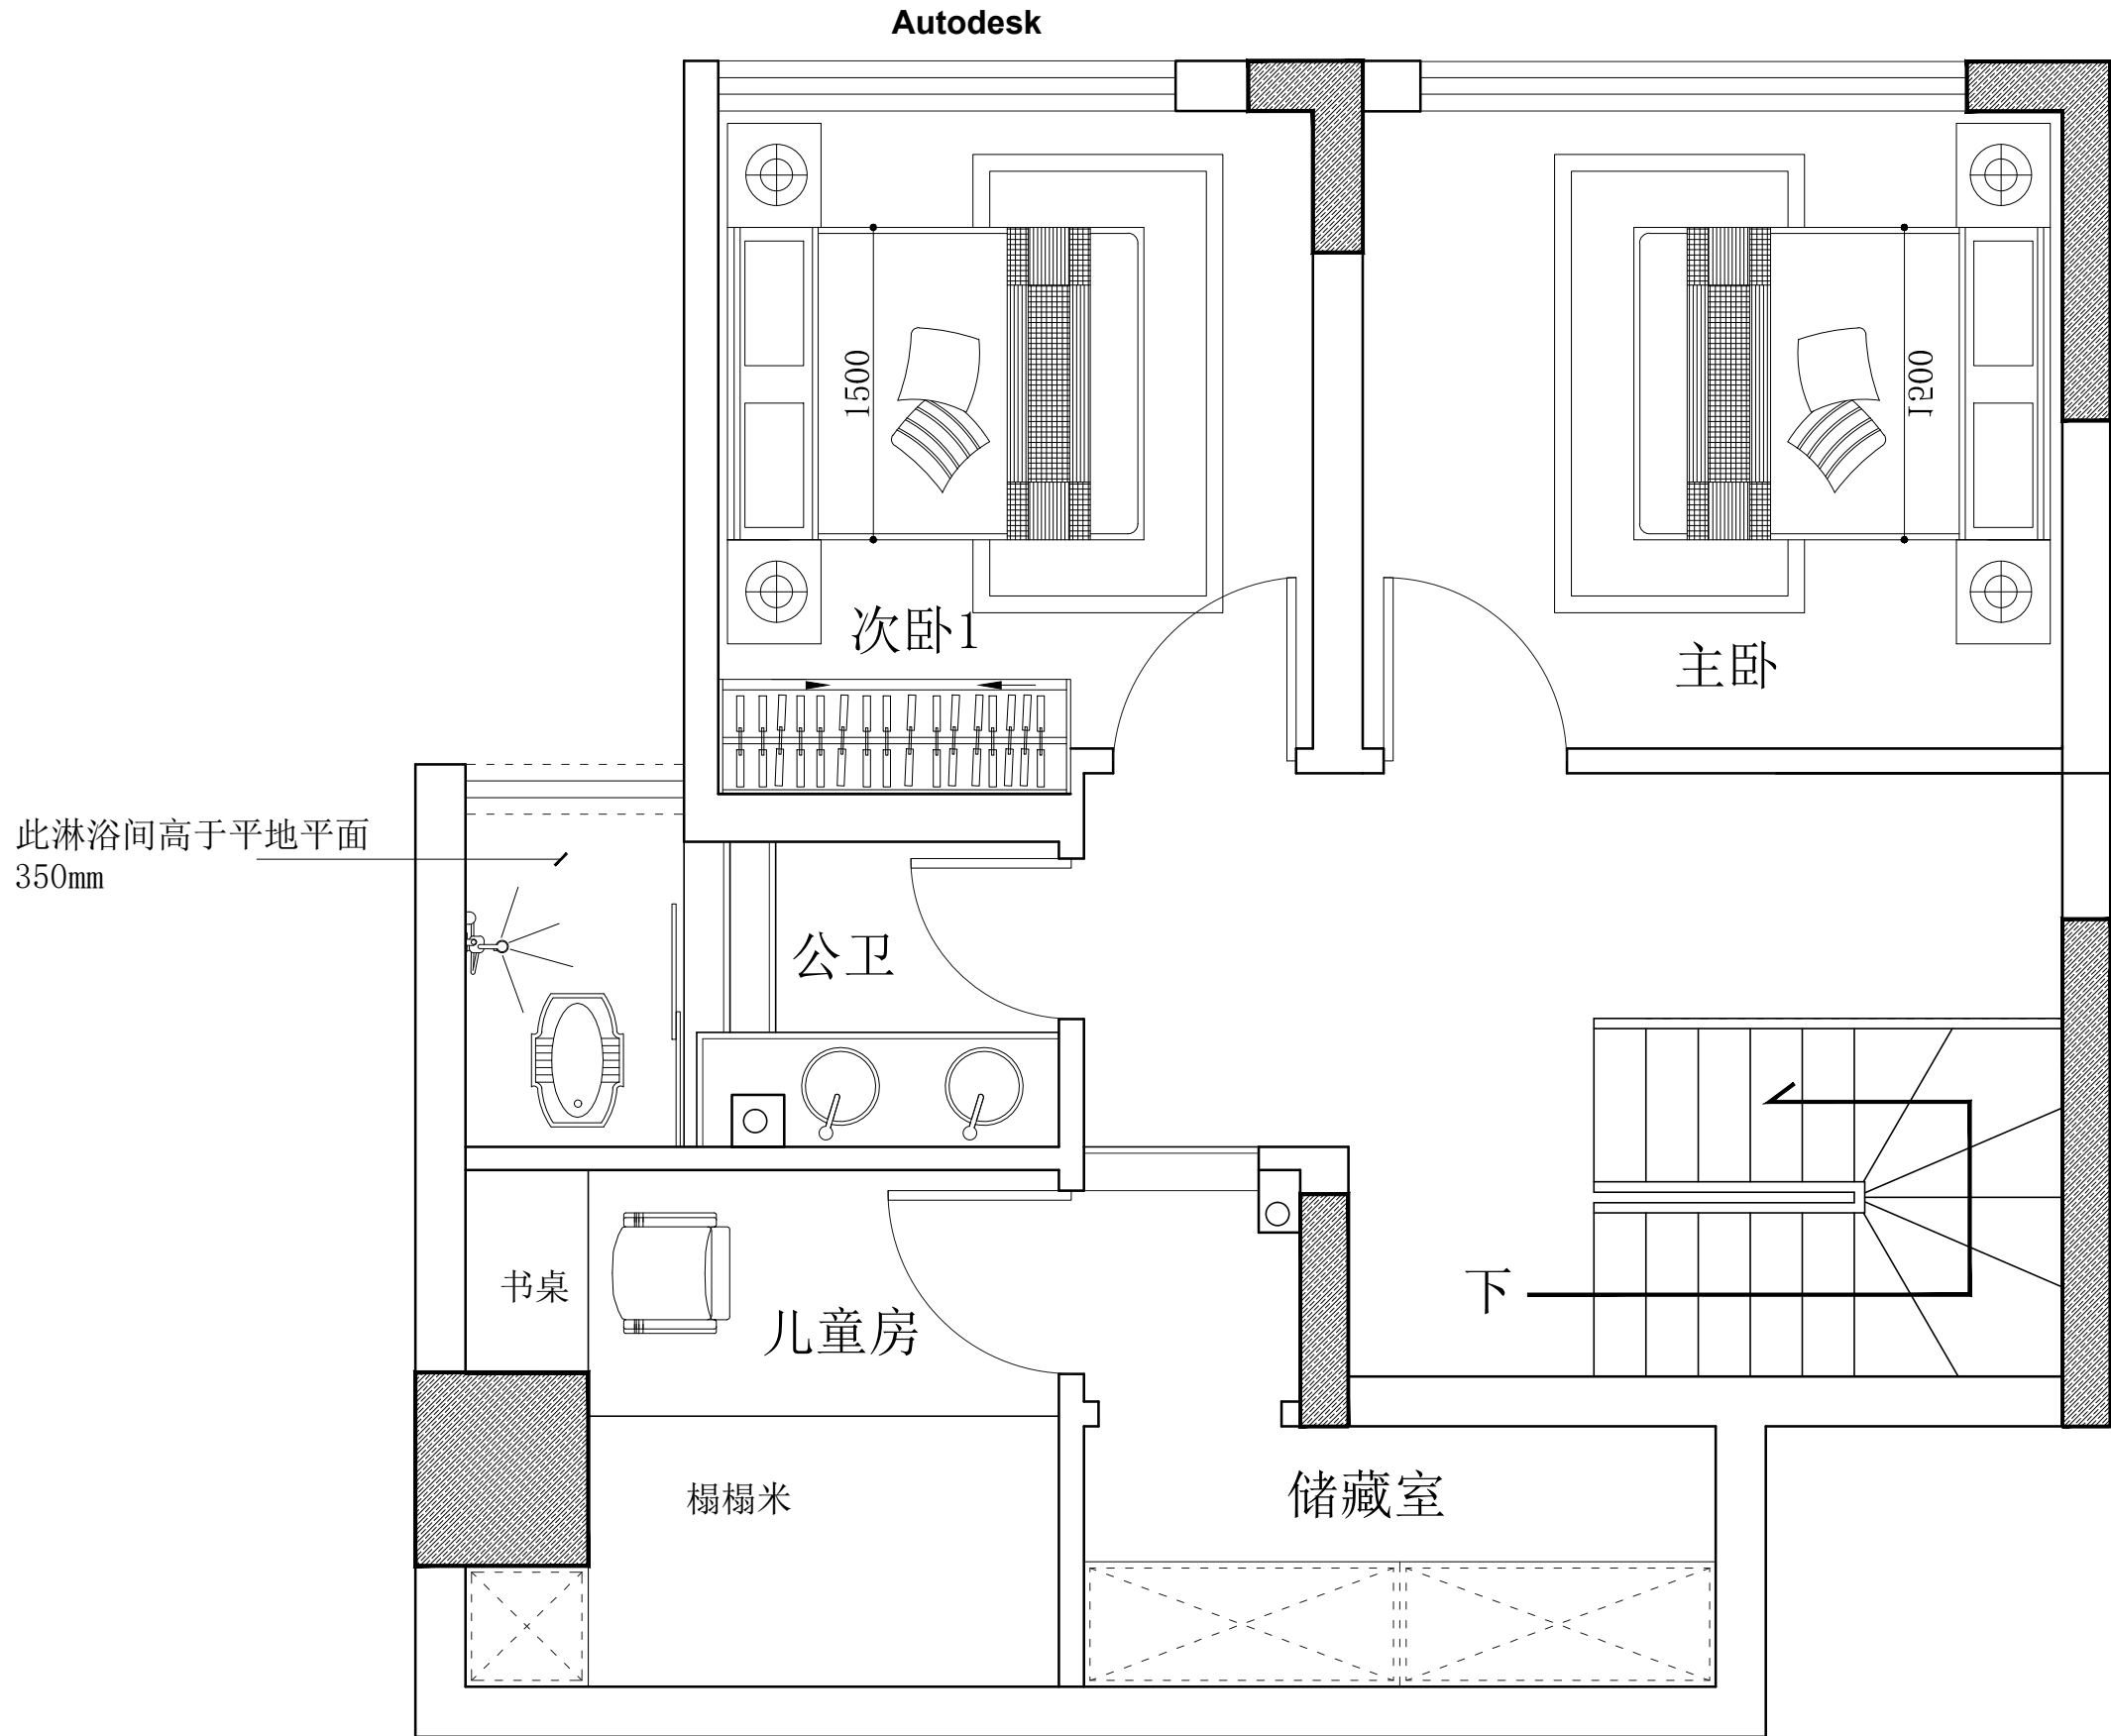 Autodesk
1500
1500
次卧1
主卧
此淋浴间高于平地平面
350mm
公卫
书桌
儿童房
下
榻榻米
储藏室